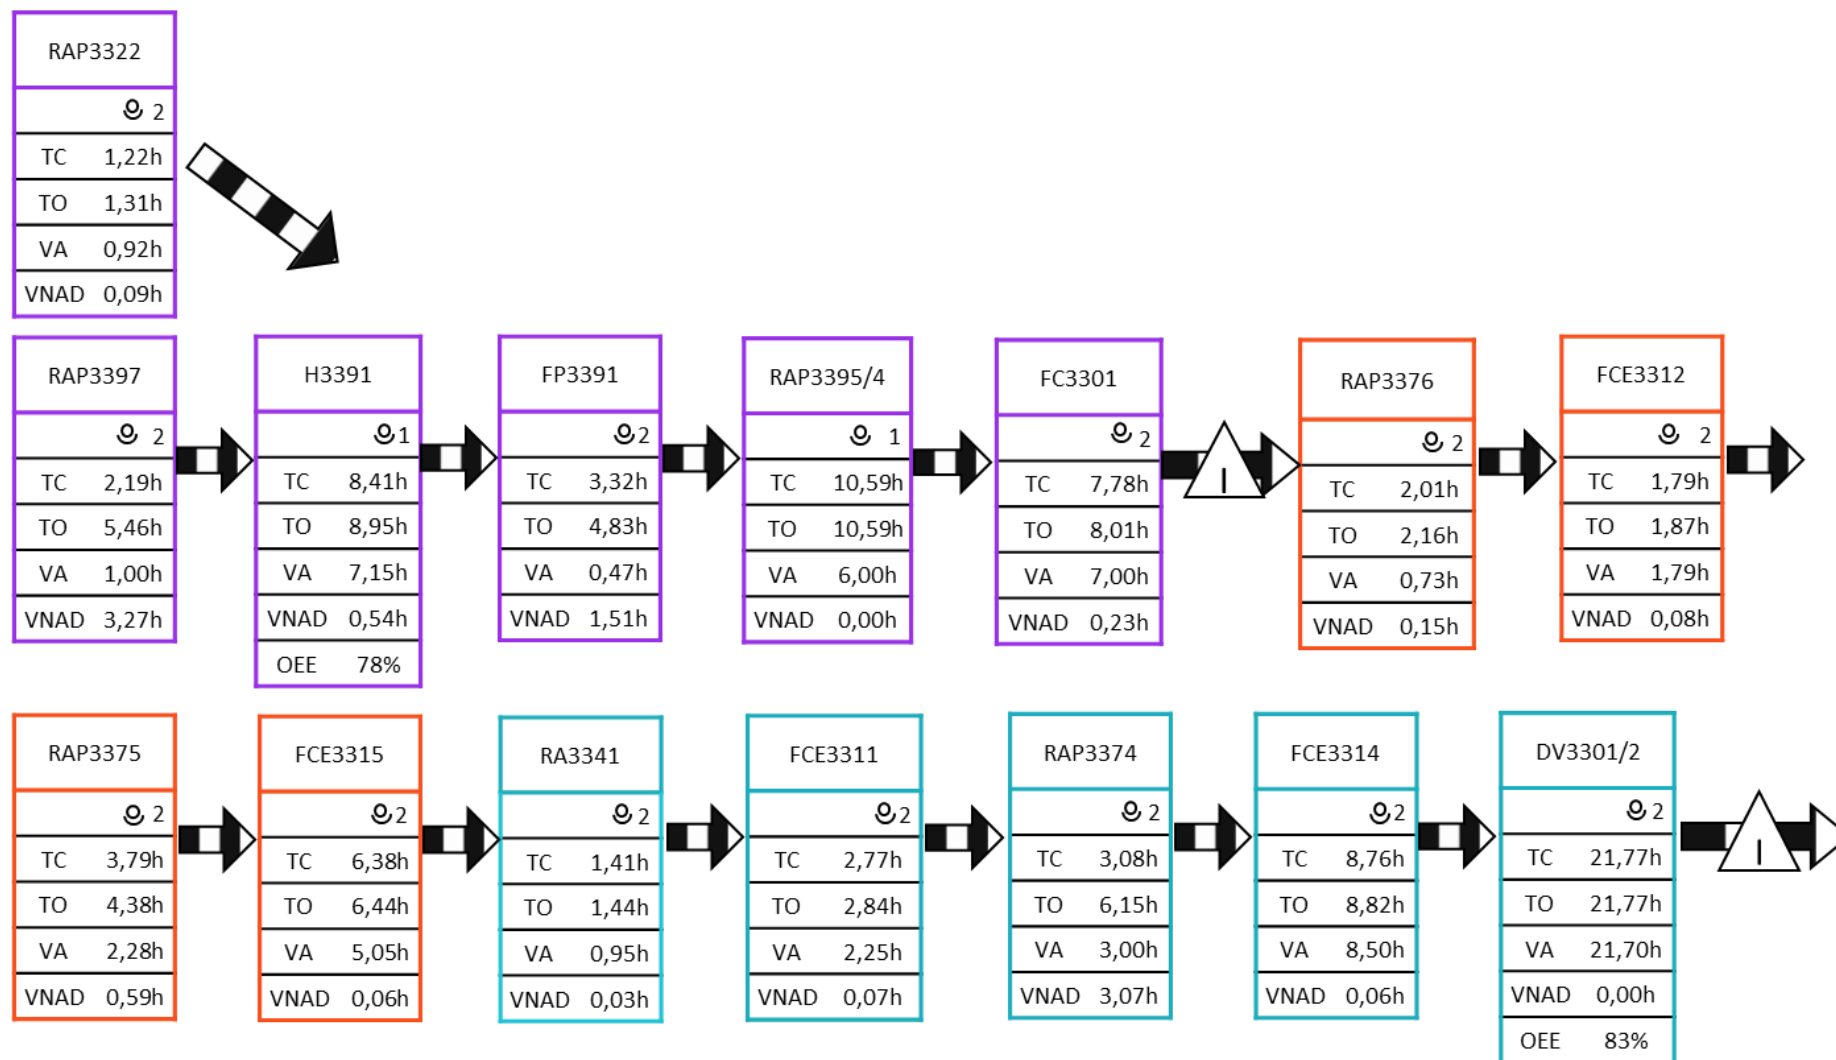 RAP3322
2
TC 1,22h
TO 1,31h
VA 0,92h
VNAD 0,09h
RAP3397
2
TC 2,19h
TO 5,46h
VA 1,00h
VNAD 3,27h
H3391
1
TC 8,41h
TO 8,95h
VA 7,15h
VNAD 0,54h
OEE 78%
FP3391
2
TC 3,32h
TO 4,83h
VA 0,47h
VNAD 1,51h
RAP3395/4
1
TC 10,59h
TO 10,59h
VA 6,00h
VNAD 0,00h
FC3301
2
TC 7,78h
TO 8,01h
VA 7,00h
VNAD 0,23h
I
RAP3376
2
TC 2,01h
TO 2,16h
VA 0,73h
VNAD 0,15h
FCE3312
2
TC 1,79h
TO 1,87h
VA 1,79h
VNAD 0,08h
RAP3375
2
TC 3,79h
TO 4,38h
VA 2,28h
VNAD 0,59h
FCE3315
2
TC 6,38h
TO 6,44h
VA 5,05h
VNAD 0,06h
RA3341
2
TC 1,41h
TO 1,44h
VA 0,95h
VNAD 0,03h
FCE3311
2
TC 2,77h
TO 2,84h
VA 2,25h
VNAD 0,07h
RAP3374
2
TC 3,08h
TO 6,15h
VA 3,00h
VNAD 3,07h
FCE3314
2
TC 8,76h
TO 8,82h
VA 8,50h
VNAD 0,06h
DV3301/2
2
TC 21,77h
TO 21,77h
VA 21,70h
VNAD 0,00h
OEE 83%
I